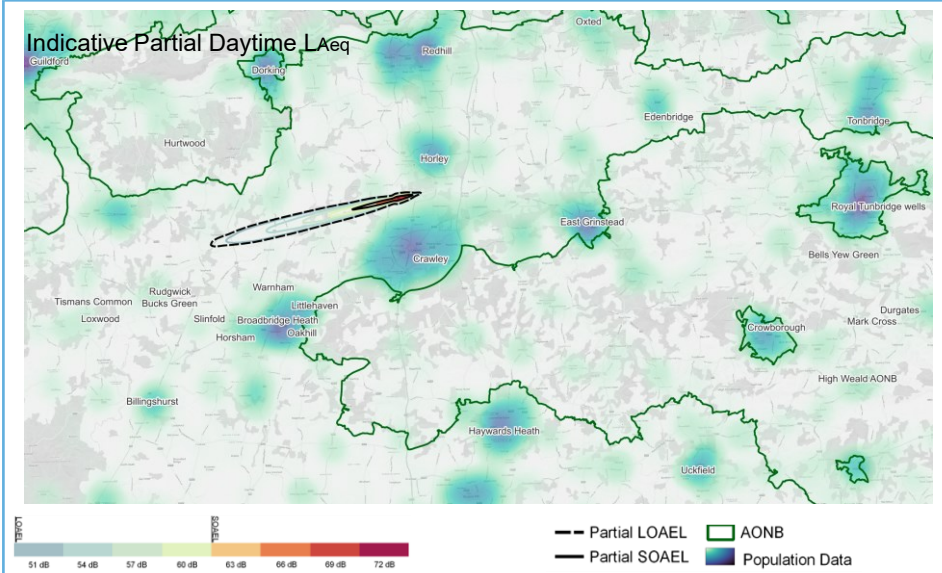 Indicative Partial Daytime LAeq
Oxted
Redhill
Guildford
Dorking
Edenbridge
Tonbridge
Hurtwood
Horley
Royal Tunbridge wells
East Grinstead
Bells Yew Green
Crawley
Warnham
Rudgwick
Tismans Common
Bucks Green
Littlehaven
Durgates
Loxwood
Slinfold
Broadbridge Heath
Mark Cross
Crowborough
Horsham
Oakhill
High Weald AONB
Billingshurst
Haywards Heath
Uckfield
LOAEL
SOAEL
51 dB 54 dB 57 dB 60 dB 63 dB 66 dB 69 dB 72 dB
Partial LOAEL
AONB
Partial SOAEL
Population Data